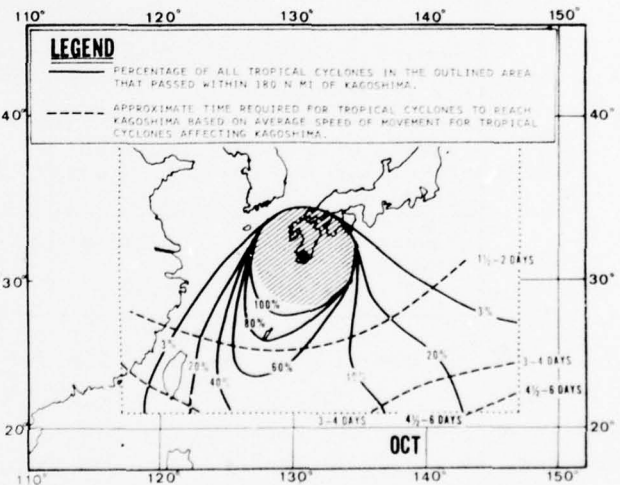 110° 120° 130° 140° 150°
LEGEND
PERCENTAGE OF ALL TROPICAL CYCLONES IN THE OUTLINED AREA
THAT PASSED WITHIN 180 N MI OF KAGOSHIMA.
APPROXIMATE TIME REQUIRED FOR TROPICAL CYCLONES TO REACH
KAGOSHIMA BASED ON AVERAGE SPEED OF MOVEMENT FOR TROPICAL
CYCLONES AFFECTING KAGOSHIMA.
40° 40°
1½-2 DAYS
30° 30°
100%
3%
80%
3% 20%
20% 40% 60% 3-4 DAYS
4½-6 DAYS
3-4 DAYS 4½-6 DAYS
20° 20°
OCT
110° 120° 130° 140° 150°